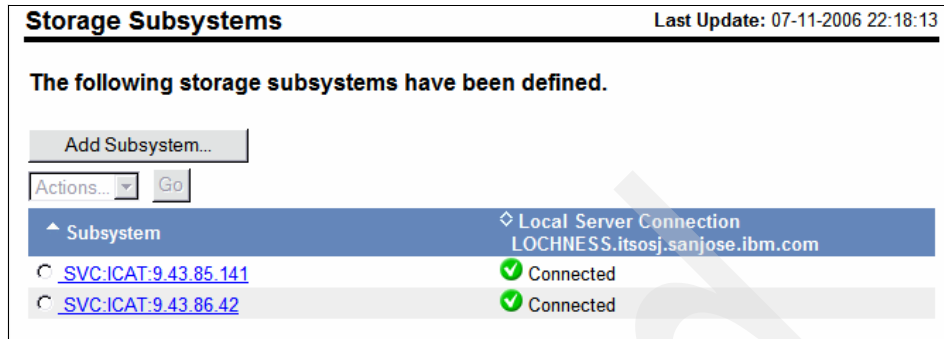 Storage Subsystems
Last Update: 07-11-2006 22:18:13
The following storage subsystems have been defined.
Add Subsystem...
Actions... Go
Subsystem
Local Server Connection
LOCHNESS.itsosj.sanjose.ibm.com
SVC:ICAT:9.43.85.141 Connected
SVC:ICAT:9.43.86.42 Connected